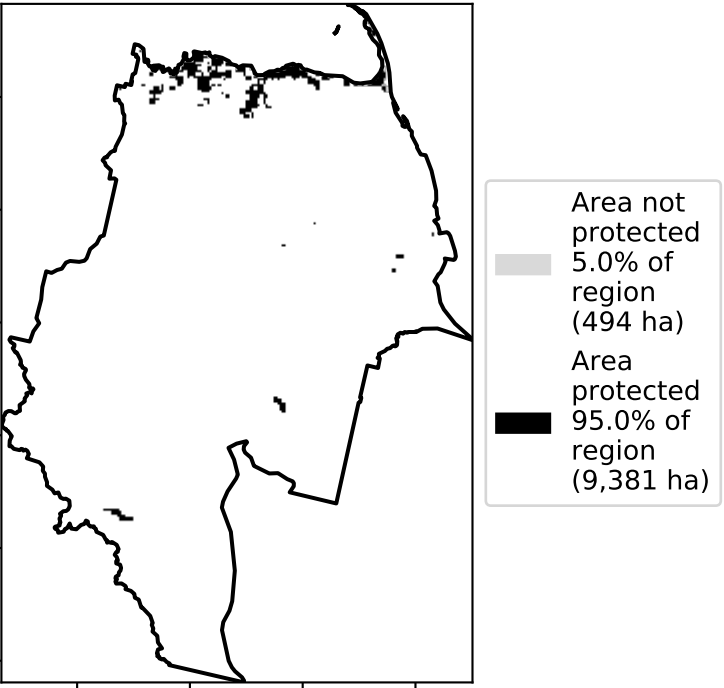 Area not
protected
5.0% of
region
(494 ha)
Area
protected
95.0% of
region
(9,381 ha)